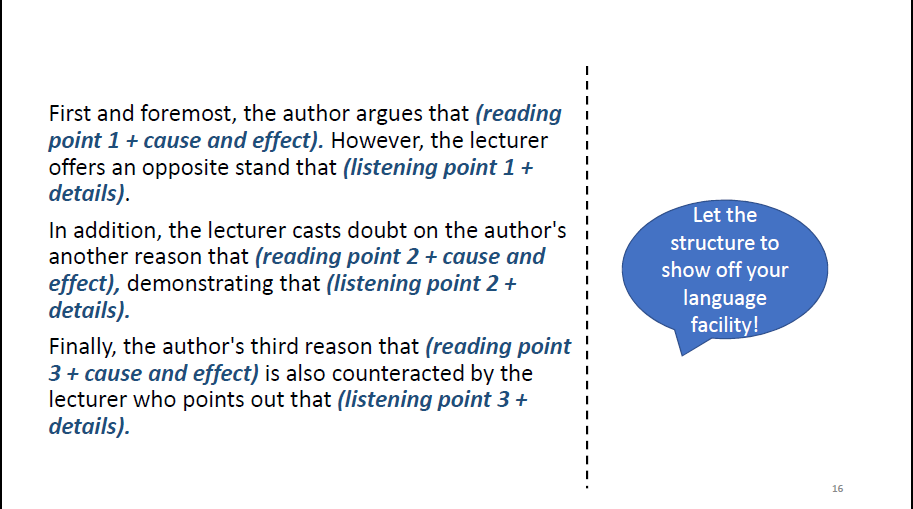 First and foremost, the author argues that (reading
point 1 + cause and effect). However, the lecturer
offers an opposite stand that (listening point 1 +
details).
In addition, the lecturer casts doubt on the author's
another reason that (reading point 2 + cause and
effect), demonstrating that (listening point 2 +
details).
Finally, the author's third reason that (reading point
3 + cause and effect) is also counteracted by the
lecturer who points out that (listening point 3 +
details).
Let the
structure to
show off your
language
facility!
16